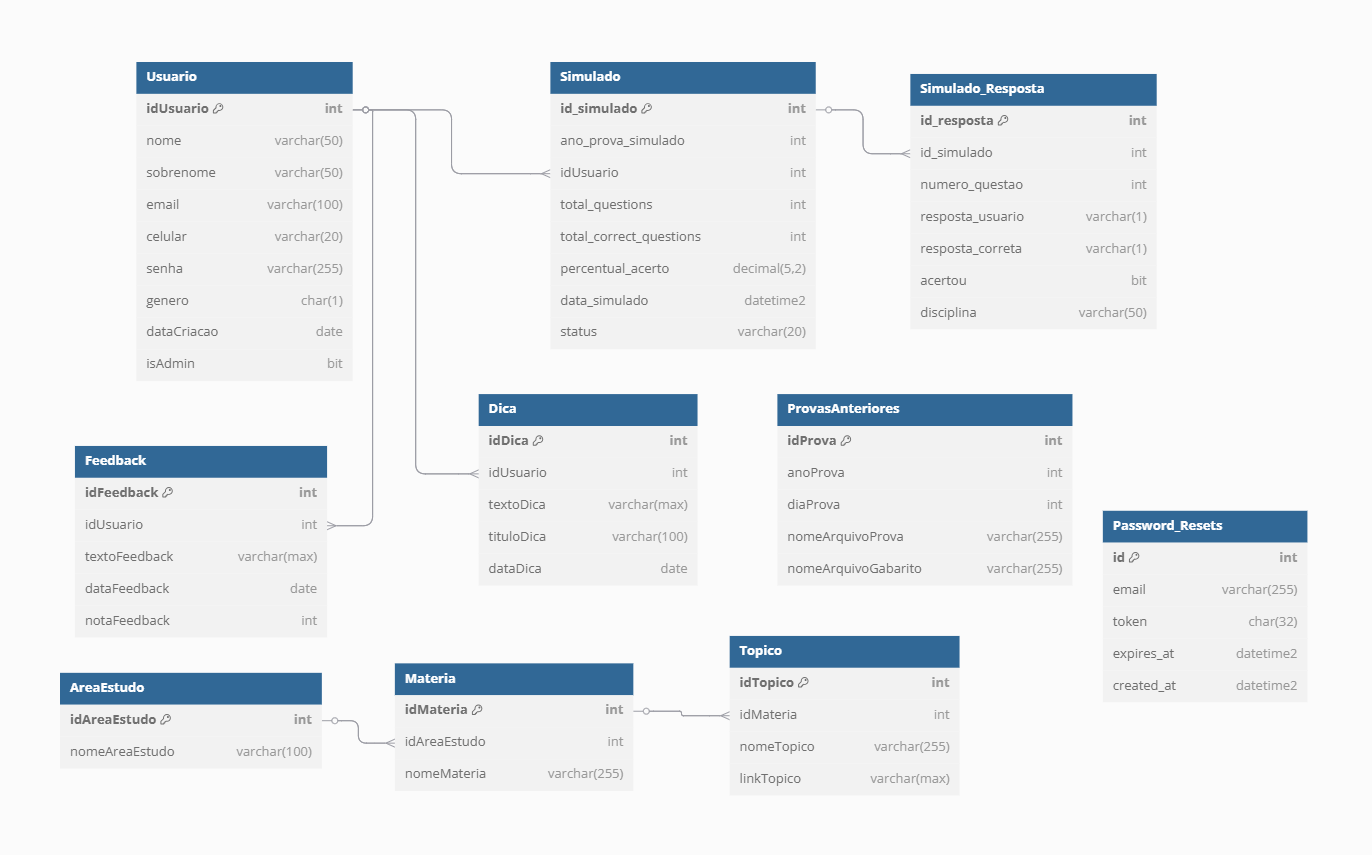 Usuario
idUsuario int
nome varchar(50)
sobrenome varchar(50)
email varchar(100)
celular varchar(20)
senha varchar(255)
genero char(1)
dataCriacao date
isAdmin bit
Simulado
id_simulado int
ano_prova_simulado int
idUsuario int
total_questions int
total_correct_questions int
percentual_acerto decimal(5,2)
data_simulado datetime2
status varchar(20)
Simulado_Resposta
id_resposta int
id_simulado int
numero_questao int
resposta_usuario varchar(1)
resposta_correta varchar(1)
acertou bit
disciplina varchar(50)
Feedback
idFeedback int
idUsuario int
textoFeedback varchar(max)
dataFeedback date
notaFeedback int
Dica
idDica int
idUsuario int
textoDica varchar(max)
tituloDica varchar(100)
dataDica date
ProvasAnteriores
idProva int
anoProva int
diaProva int
nomeArquivoProva varchar(255)
nomeArquivoGabarito varchar(255)
Password_Resets
id int
email varchar(255)
token char(32)
expires_at datetime2
created_at datetime2
AreaEstudo
idAreaEstudo int
nomeAreaEstudo varchar(100)
Materia
idMateria int
idAreaEstudo int
nomeMateria varchar(255)
Topico
idTopico int
idMateria int
nomeTopico varchar(255)
linkTopico varchar(max)